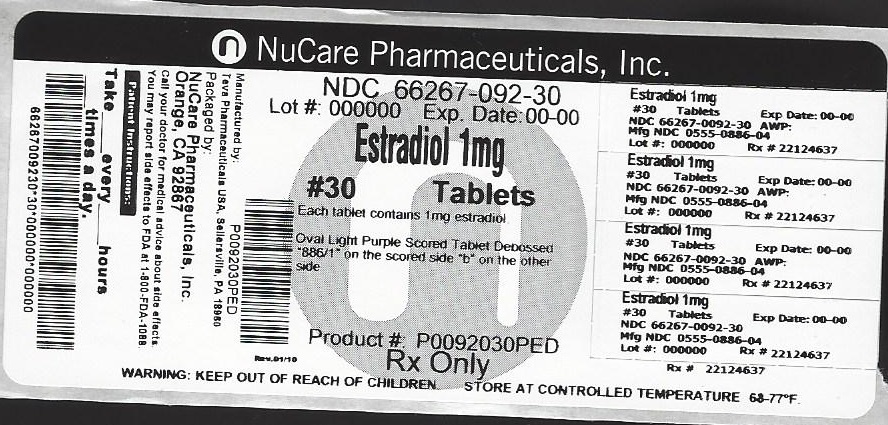 NuCare Pharmaceuticals, Inc.
NDC 66267-092-30
Lot #: 000000 Exp. Date: 00-00
Estradiol 1mg
#30 Tablets
Each tablet contains 1mg estradiol
Oval Light Purple Scored Tablet Debossed
"886/1" on the scored side "b" on the other
side
Product #: P0092030PED
Rx Only
WARNING: KEEP OUT OF REACH OF CHILDREN. STORE AT CONTROLLED TEMPERATURE 68-77°F.
Rev.01/10
P0092030PED
Manufactured by:
Teva Pharmaceuticals USA, Sellersville, PA 18960
Packaged by:
NuCare Pharmaceuticals, Inc.
Orange, CA 92867
Call your doctor for medical advice about side effects.
You may report side effects to FDA at 1-800-FDA-1088
Patient Instructions:
Take ___ every ___ hours
___ times a day.
66267009230*30*000000*000000
Estradiol 1mg
#30 Tablets Exp Date: 00-00
NDC 66267-0092-30 AWP:
Mfg NDC 0555-0886-04
Lot #: 000000 Rx # 22124637
Estradiol 1mg
#30 Tablets Exp Date: 00-00
NDC 66267-0092-30 AWP:
Mfg NDC 0555-0886-04
Lot #: 000000 Rx # 22124637
Estradiol 1mg
#30 Tablets Exp Date: 00-00
NDC 66267-0092-30 AWP:
Mfg NDC 0555-0886-04
Lot #: 000000 Rx # 22124637
Estradiol 1mg
#30 Tablets Exp Date: 00-00
NDC 66267-0092-30
Mfg NDC 0555-0886-04
Lot #: 000000 Rx # 22124637
Rx # 22124637